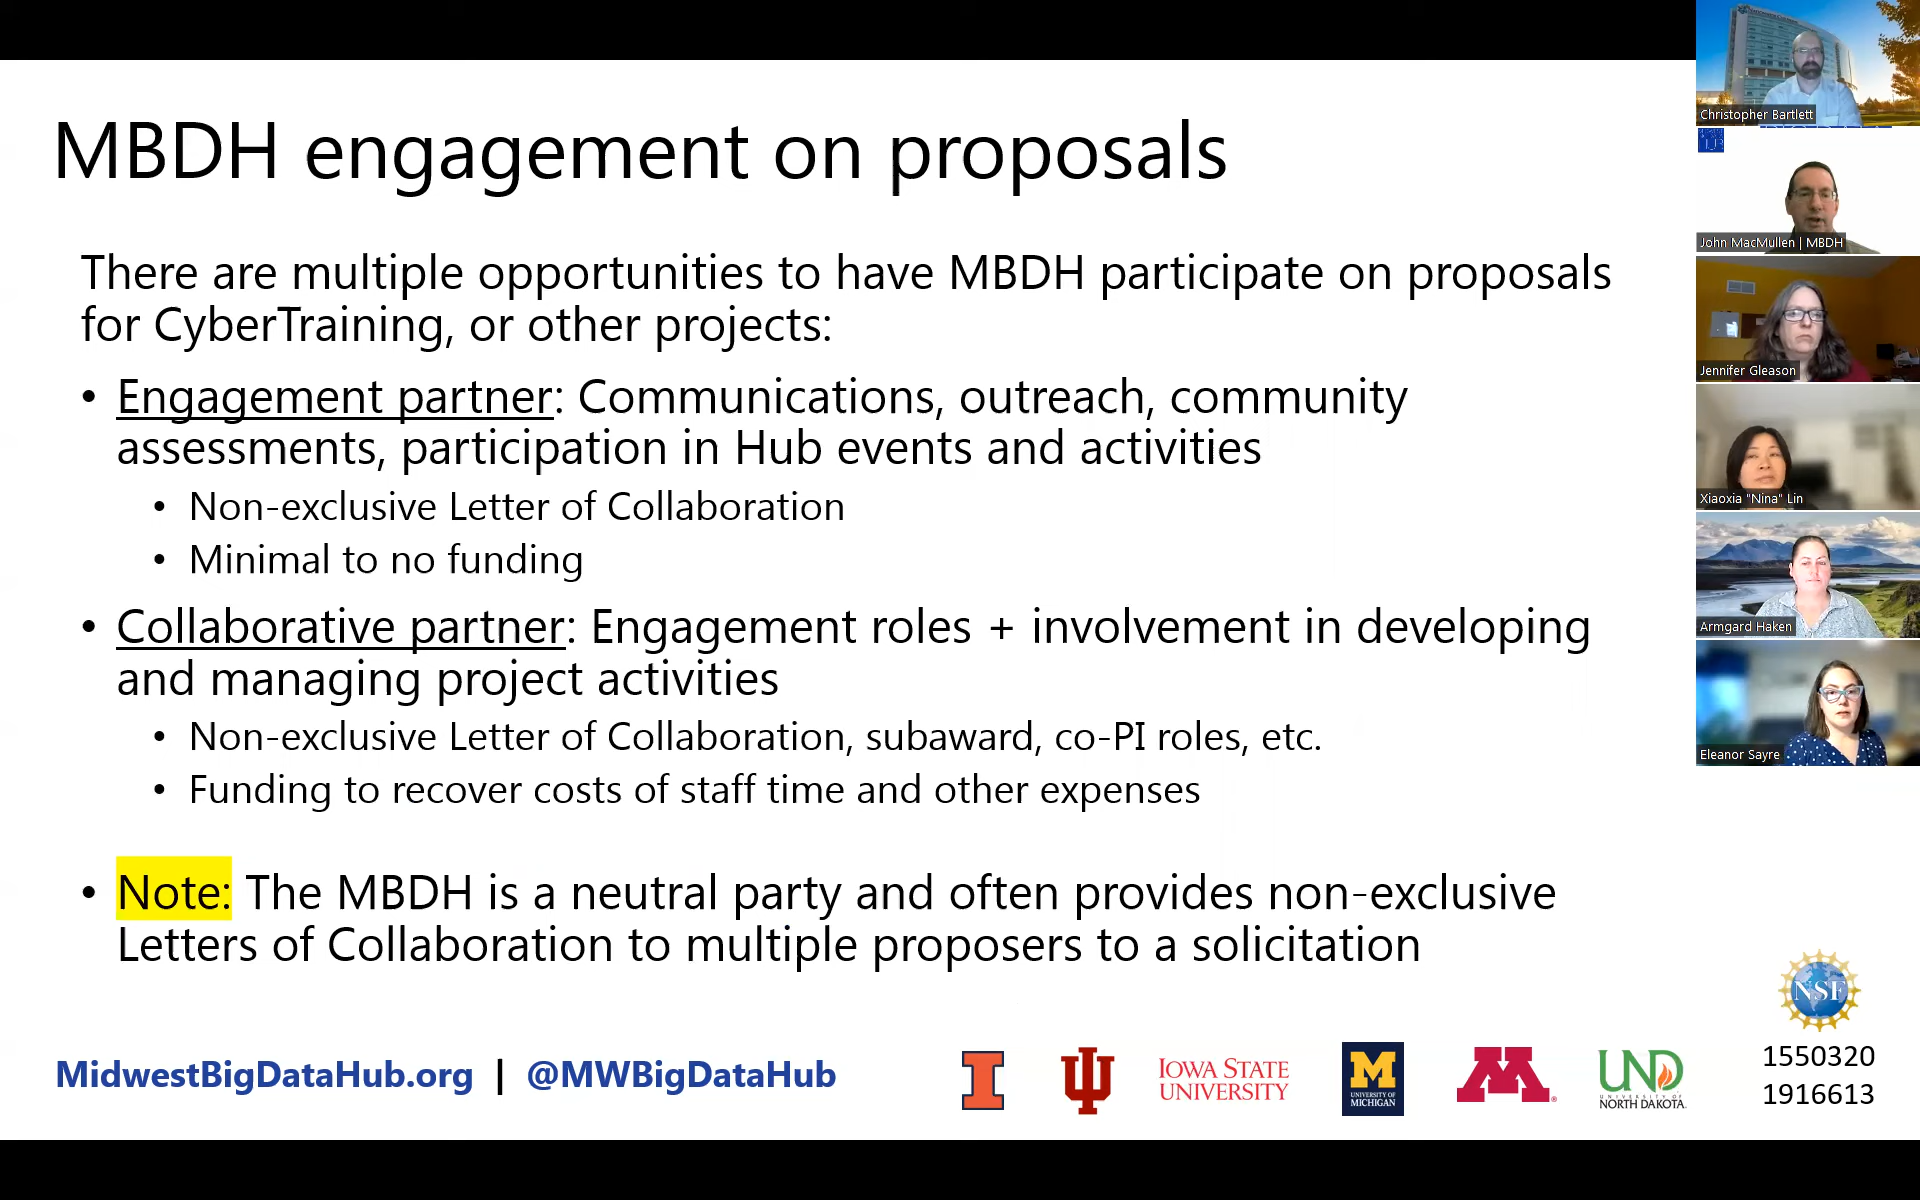 MBDH engagement on proposals
There are multiple opportunities to have MBDH participate on proposals
for CyberTraining, or other projects:
• Engagement partner: Communications, outreach, community
assessments, participation in Hub events and activities
• Non-exclusive Letter of Collaboration
• Minimal to no funding
• Collaborative partner: Engagement roles + involvement in developing
and managing project activities
• Non-exclusive Letter of Collaboration, subaward, co-PI roles, etc.
• Funding to recover costs of staff time and other expenses
• Note: The MBDH is a neutral party and often provides non-exclusive
Letters of Collaboration to multiple proposers to a solicitation
MidwestBigDataHub.org | @MWBigDataHub
IOWA STATE
UNIVERSITY
M
UNIVERSITY OF
MICHIGAN
M
UND
UNIVERSITY OF
NORTH DAKOTA
NSF
1550320
1916613
Christopher Bartlett
John MacMullen | MBDH
Jennifer Gleason
Xiaoxia "Nina" Lin
Armgard Haken
Eleanor Sayre